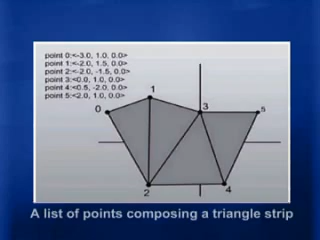 point 0:<-3.0, 1.0, 0.0>
point 1:<-2.0, 1.5, 0.0>
point 2:<-2.0, -1.5, 0.0>
point 3:<0.0, 1.0, 0.0>
point 4:<0.5, -2.0, 0.0>
point 5:<2.0, 1.0, 0.0>
1
0
3
5
2
4
A list of points composing a triangle strip